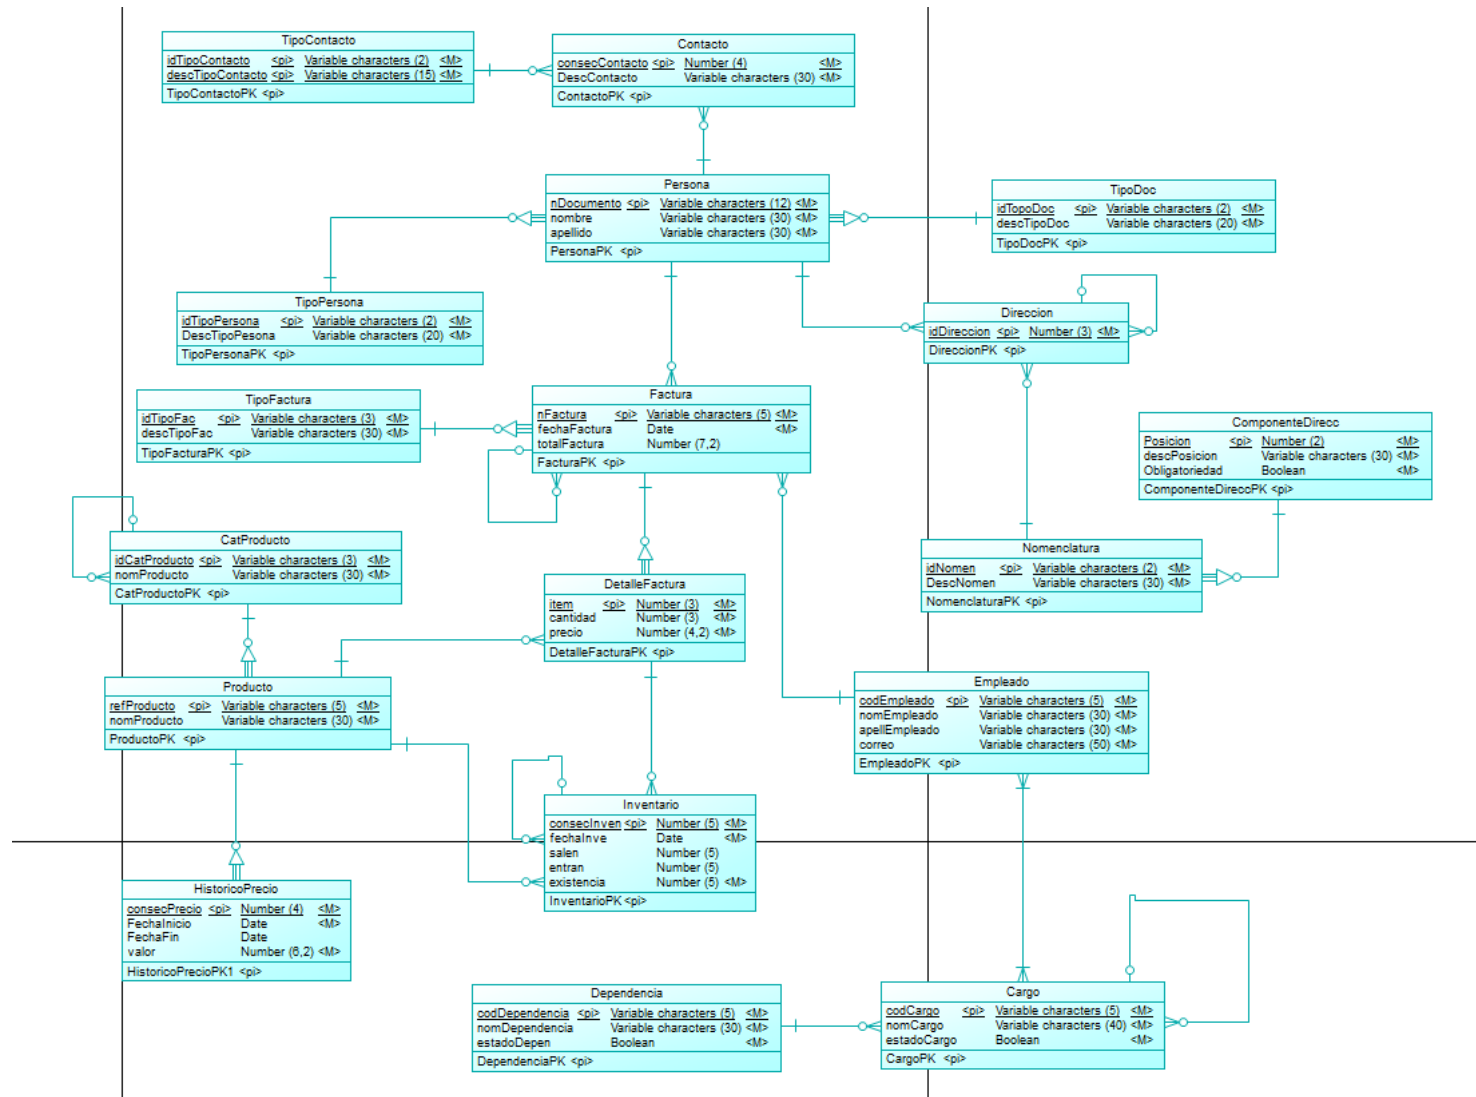 TipoContacto
idTipoContacto <pi> Variable characters (2) <M>
descTipoContacto <pi> Variable characters (15) <M>
TipoContactoPK <pi>
Contacto
consecContacto <pi> Number (4) <M>
DescContacto Variable characters (30) <M>
ContactoPK <pi>
Persona
nDocumento <pi> Variable characters (12) <M>
nombre Variable characters (30) <M>
apellido Variable characters (30) <M>
PersonaPK <pi>
TipoDoc
idTopoDoc <pi> Variable characters (2) <M>
descTipoDoc Variable characters (20) <M>
TipoDocPK <pi>
TipoPersona
idTipoPersona <pi> Variable characters (2) <M>
DescTipoPesona Variable characters (20) <M>
TipoPersonaPK <pi>
Direccion
idDireccion <pi> Number (3) <M>
DireccionPK <pi>
TipoFactura
idTipoFac <pi> Variable characters (3) <M>
descTipoFac Variable characters (30) <M>
TipoFacturaPK <pi>
Factura
nFactura <pi> Variable characters (5) <M>
fechaFactura Date <M>
totalFactura Number (7,2)
FacturaPK <pi>
ComponenteDirecc
Posicion <pi> Number (2) <M>
descPosicion Variable characters (30) <M>
Obligatoriedad Boolean <M>
ComponenteDireccPK <pi>
CatProducto
idCatProducto <pi> Variable characters (3) <M>
nomProducto Variable characters (30) <M>
CatProductoPK <pi>
Nomenclatura
idNomen <pi> Variable characters (2) <M>
DescNomen Variable characters (30) <M>
NomenclaturaPK <pi>
DetalleFactura
item <pi> Number (3) <M>
cantidad Number (3) <M>
precio Number (4,2) <M>
DetalleFacturaPK <pi>
Producto
refProducto <pi> Variable characters (5) <M>
nomProducto Variable characters (30) <M>
ProductoPK <pi>
Empleado
codEmpleado <pi> Variable characters (5) <M>
nomEmpleado Variable characters (30) <M>
apellEmpleado Variable characters (30) <M>
correo Variable characters (50) <M>
EmpleadoPK <pi>
Inventario
consecInven <pi> Number (5) <M>
fechaInve Date <M>
salen Number (5)
entran Number (5)
existencia Number (5) <M>
InventarioPK <pi>
HistoricoPrecio
consecPrecio <pi> Number (4) <M>
FechaInicio Date <M>
FechaFin Date
valor Number (6,2) <M>
HistoricoPrecioPK1 <pi>
Dependencia
codDependencia <pi> Variable characters (5) <M>
nomDependencia Variable characters (30) <M>
estadoDepen Boolean <M>
DependenciaPK <pi>
Cargo
codCargo <pi> Variable characters (5) <M>
nomCargo Variable characters (40) <M>
estadoCargo Boolean <M>
CargoPK <pi>